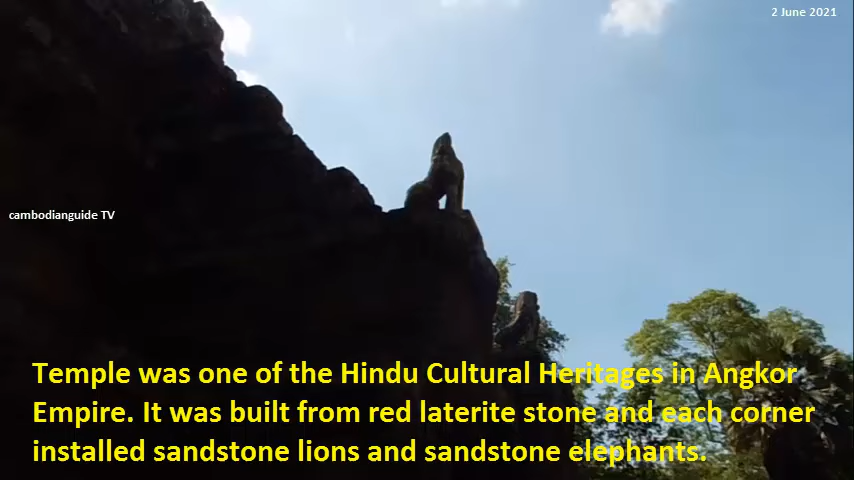 2 June 2021
cambodianguide TV
Temple was one of the Hindu Cultural Heritages in Angkor
Empire. It was built from red laterite stone and each corner
installed sandstone lions and sandstone elephants.